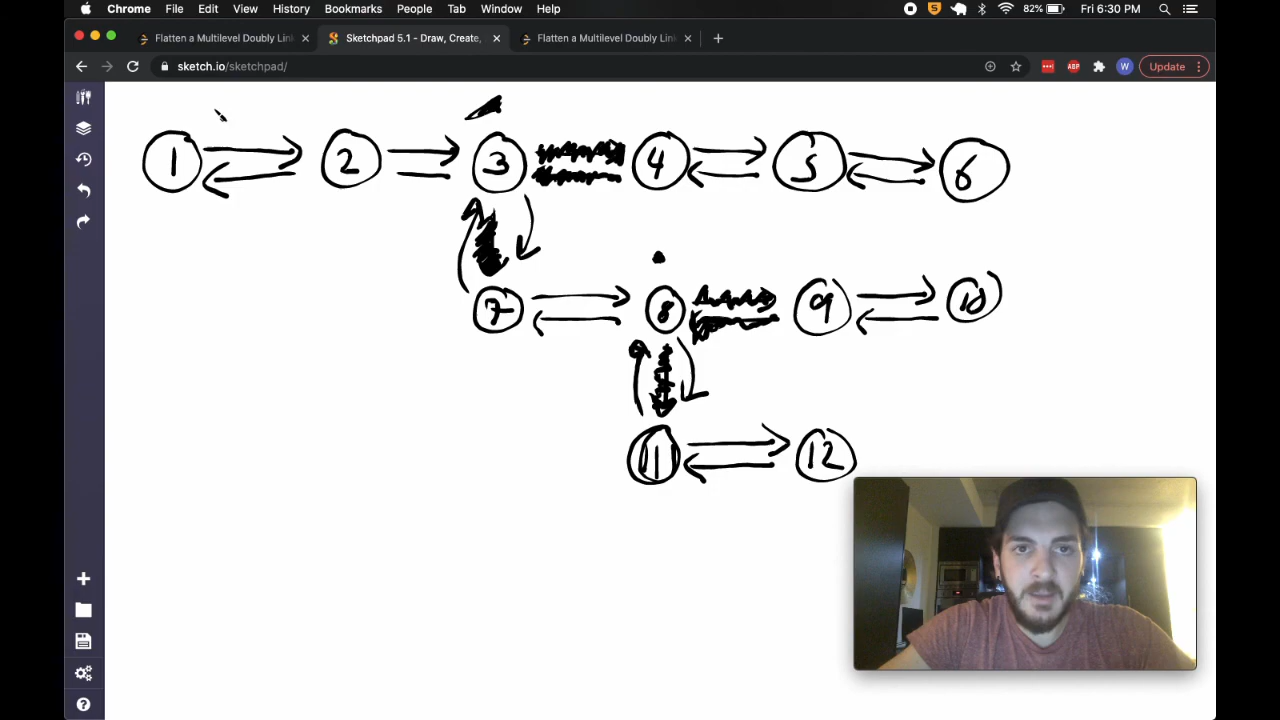 Chrome File Edit View History Bookmarks People Tab Window Help 82% Fri 6:30 PM
Flatten a Multilevel Doubly Lin Sketchpad 5.1 - Draw, Create, Flatten a Multilevel Doubly Lin
sketch.io/sketchpad/ ABP W Update
1 2 3 4 5 6
7 8 9 10
11 12